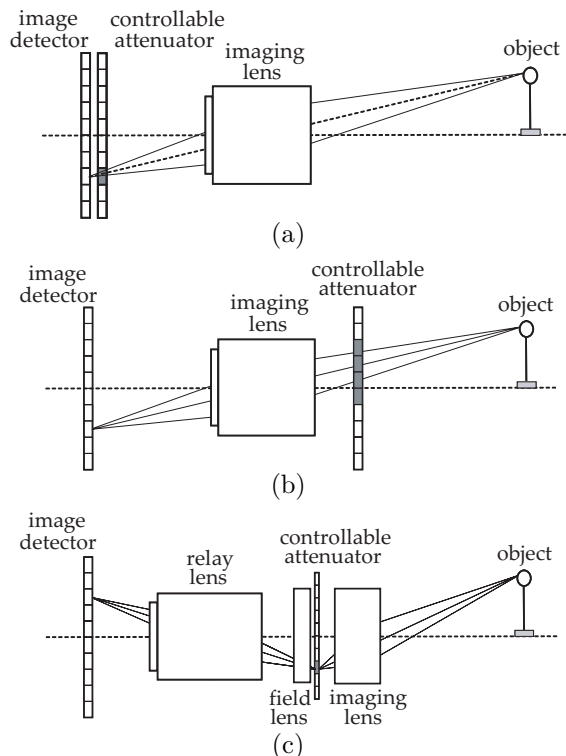 image
detector
controllable
attenuator
imaging
lens
object
(a)
image
detector
imaging
lens
controllable
attenuator
object
(b)
image
detector
relay
lens
controllable
attenuator
object
field
lens
imaging
lens
(c)